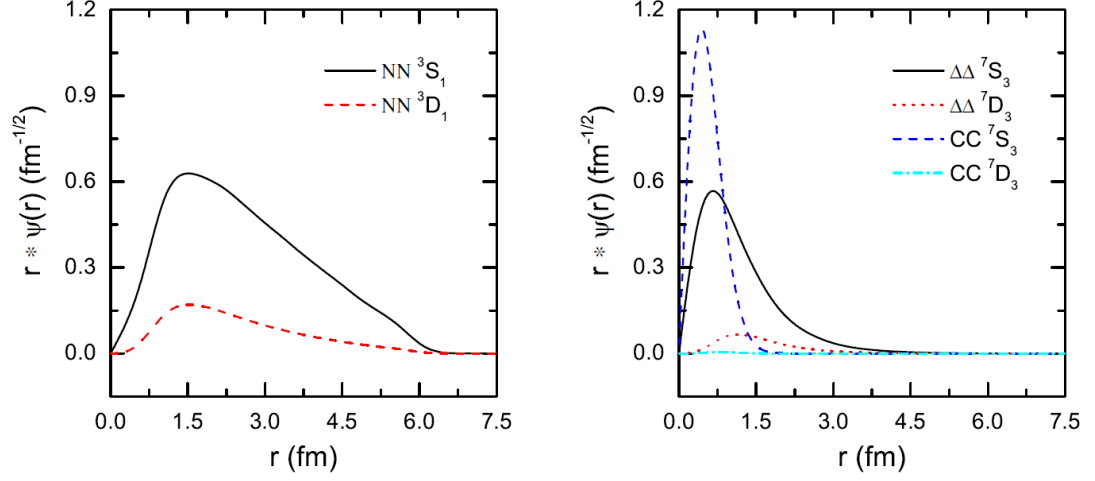 1.2
0.9
0.6
0.3
0.0
r * ψ(r) (fm⁻¹/²)
NN ³S₁
NN ³D₁
0.0 1.5 3.0 4.5 6.0 7.5
r (fm)
1.2
0.9
0.6
0.3
0.0
r * ψ(r) (fm⁻¹/²)
ΔΔ ⁷S₃
ΔΔ ⁷D₃
CC ⁷S₃
CC ⁷D₃
0.0 1.5 3.0 4.5 6.0 7.5
r (fm)